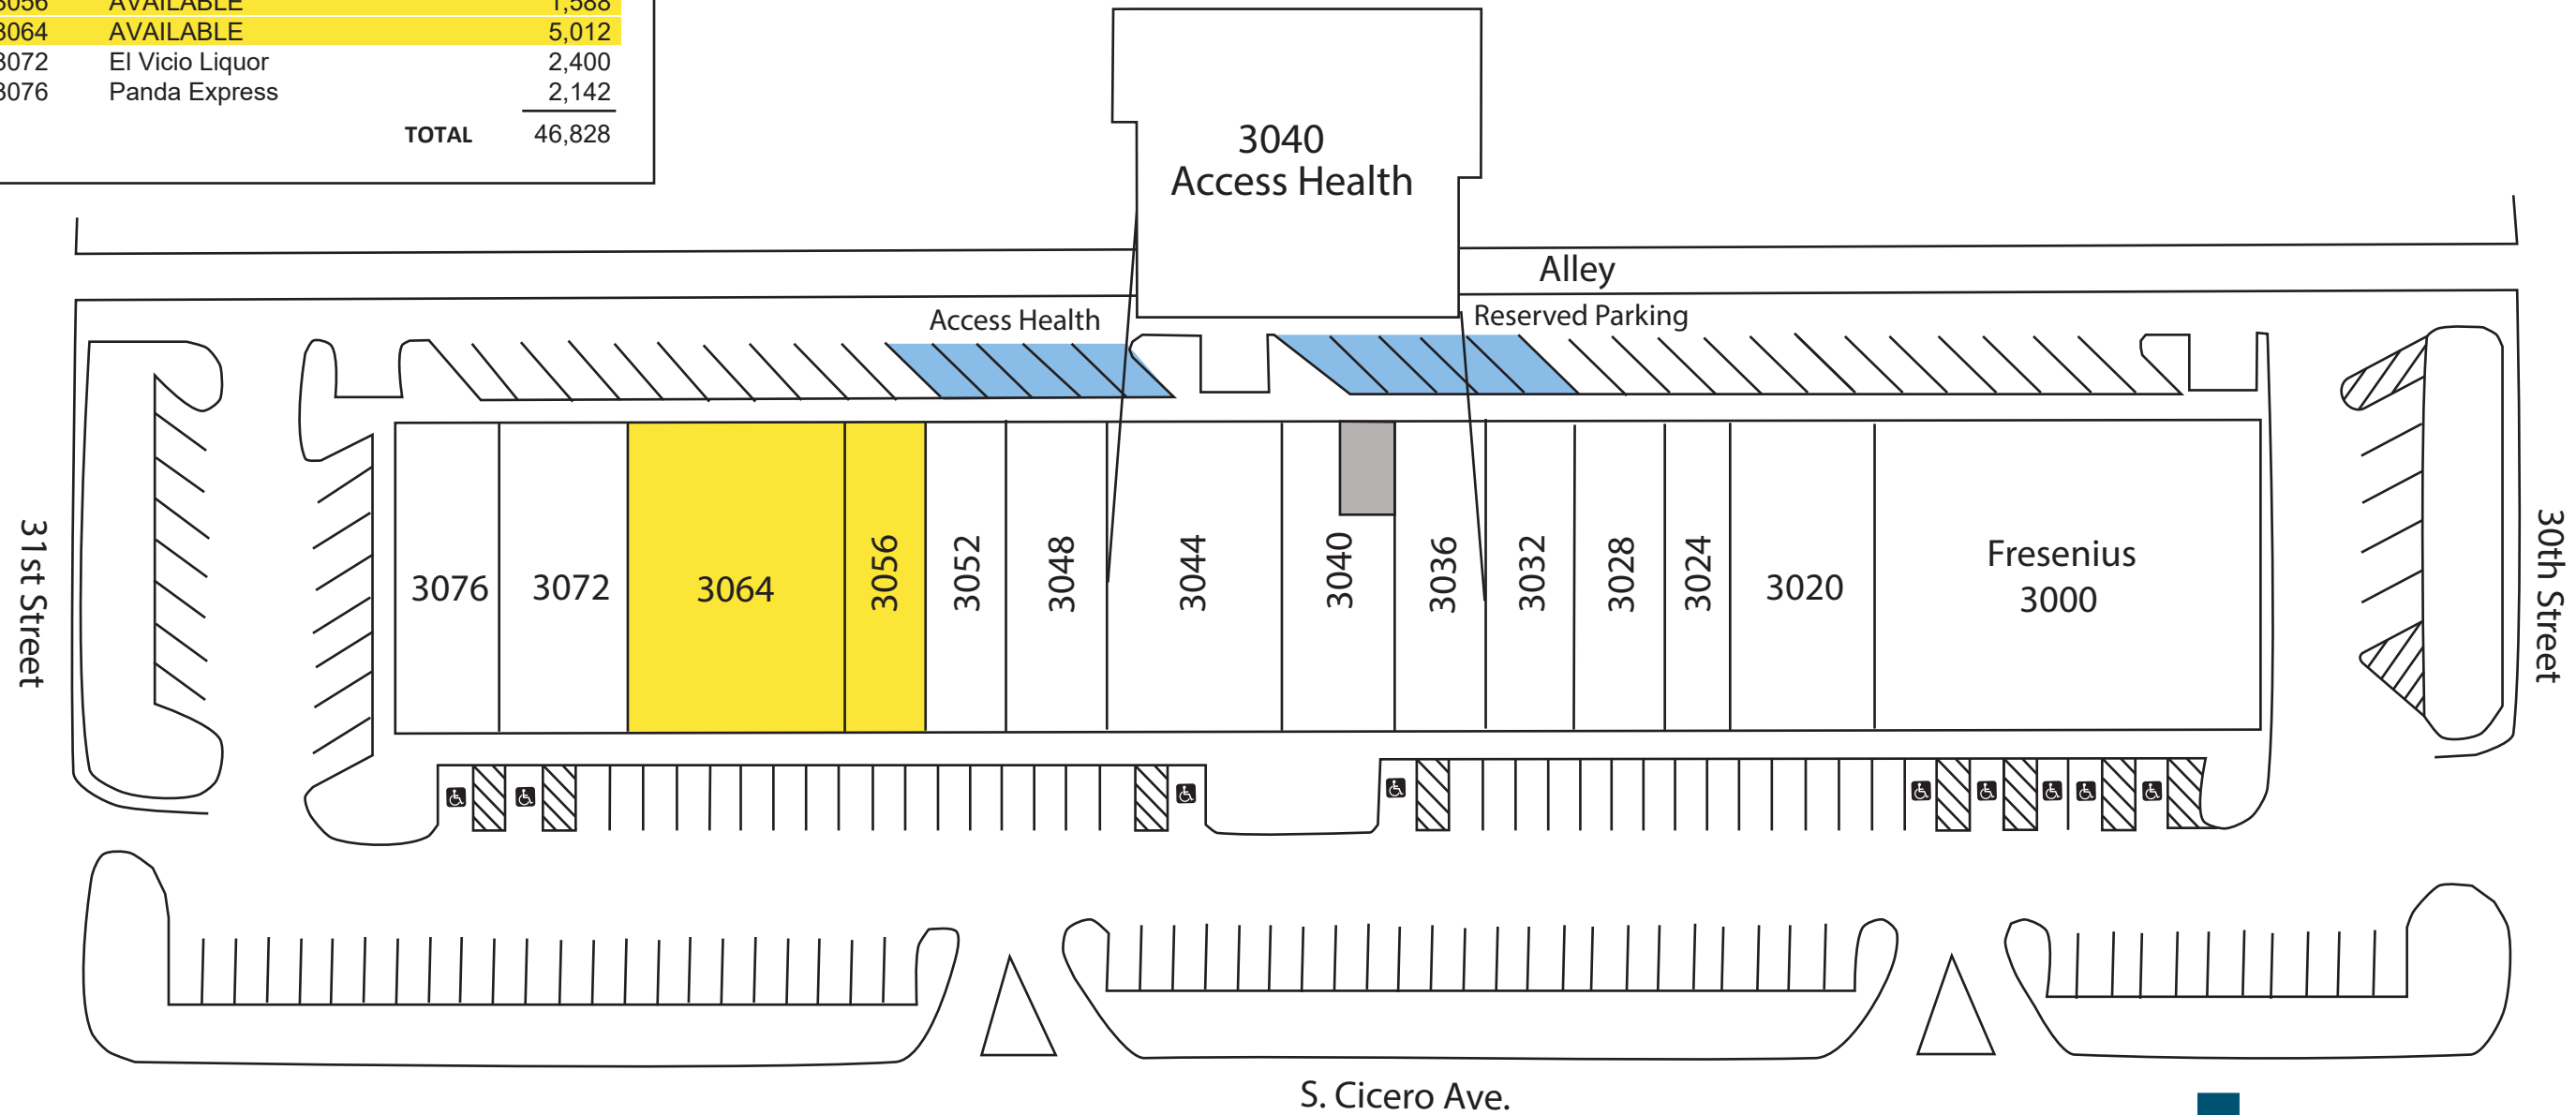 3056 AVAILABLE 1,588
3064 AVAILABLE 5,012
3072 El Vicio Liquor 2,400
3076 Panda Express 2,142
TOTAL 46,828
3040
Access Health
Alley
Access Health
Reserved Parking
31st Street
3076
3072
3064
3056
3052
3048
3044
3040
3036
3032
3028
3024
3020
Fresenius
3000
30th Street
S. Cicero Ave.